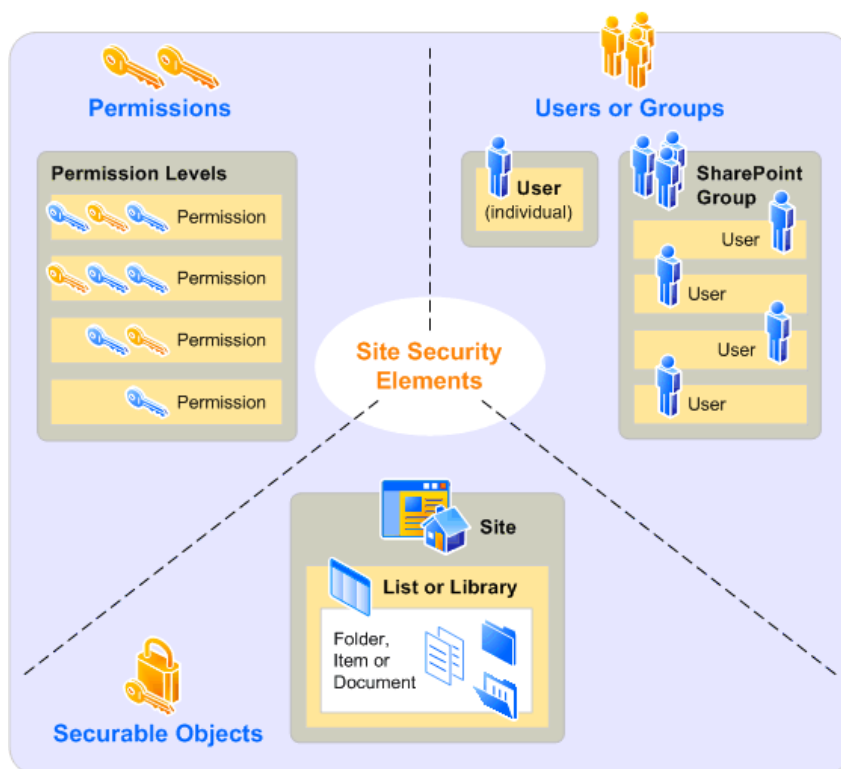 Permissions
Permission Levels
Permission
Permission
Permission
Permission
Users or Groups
User
(individual)
SharePoint
Group
User
User
User
User
Site Security
Elements
Site
List or Library
Folder,
Item or
Document
Securable Objects